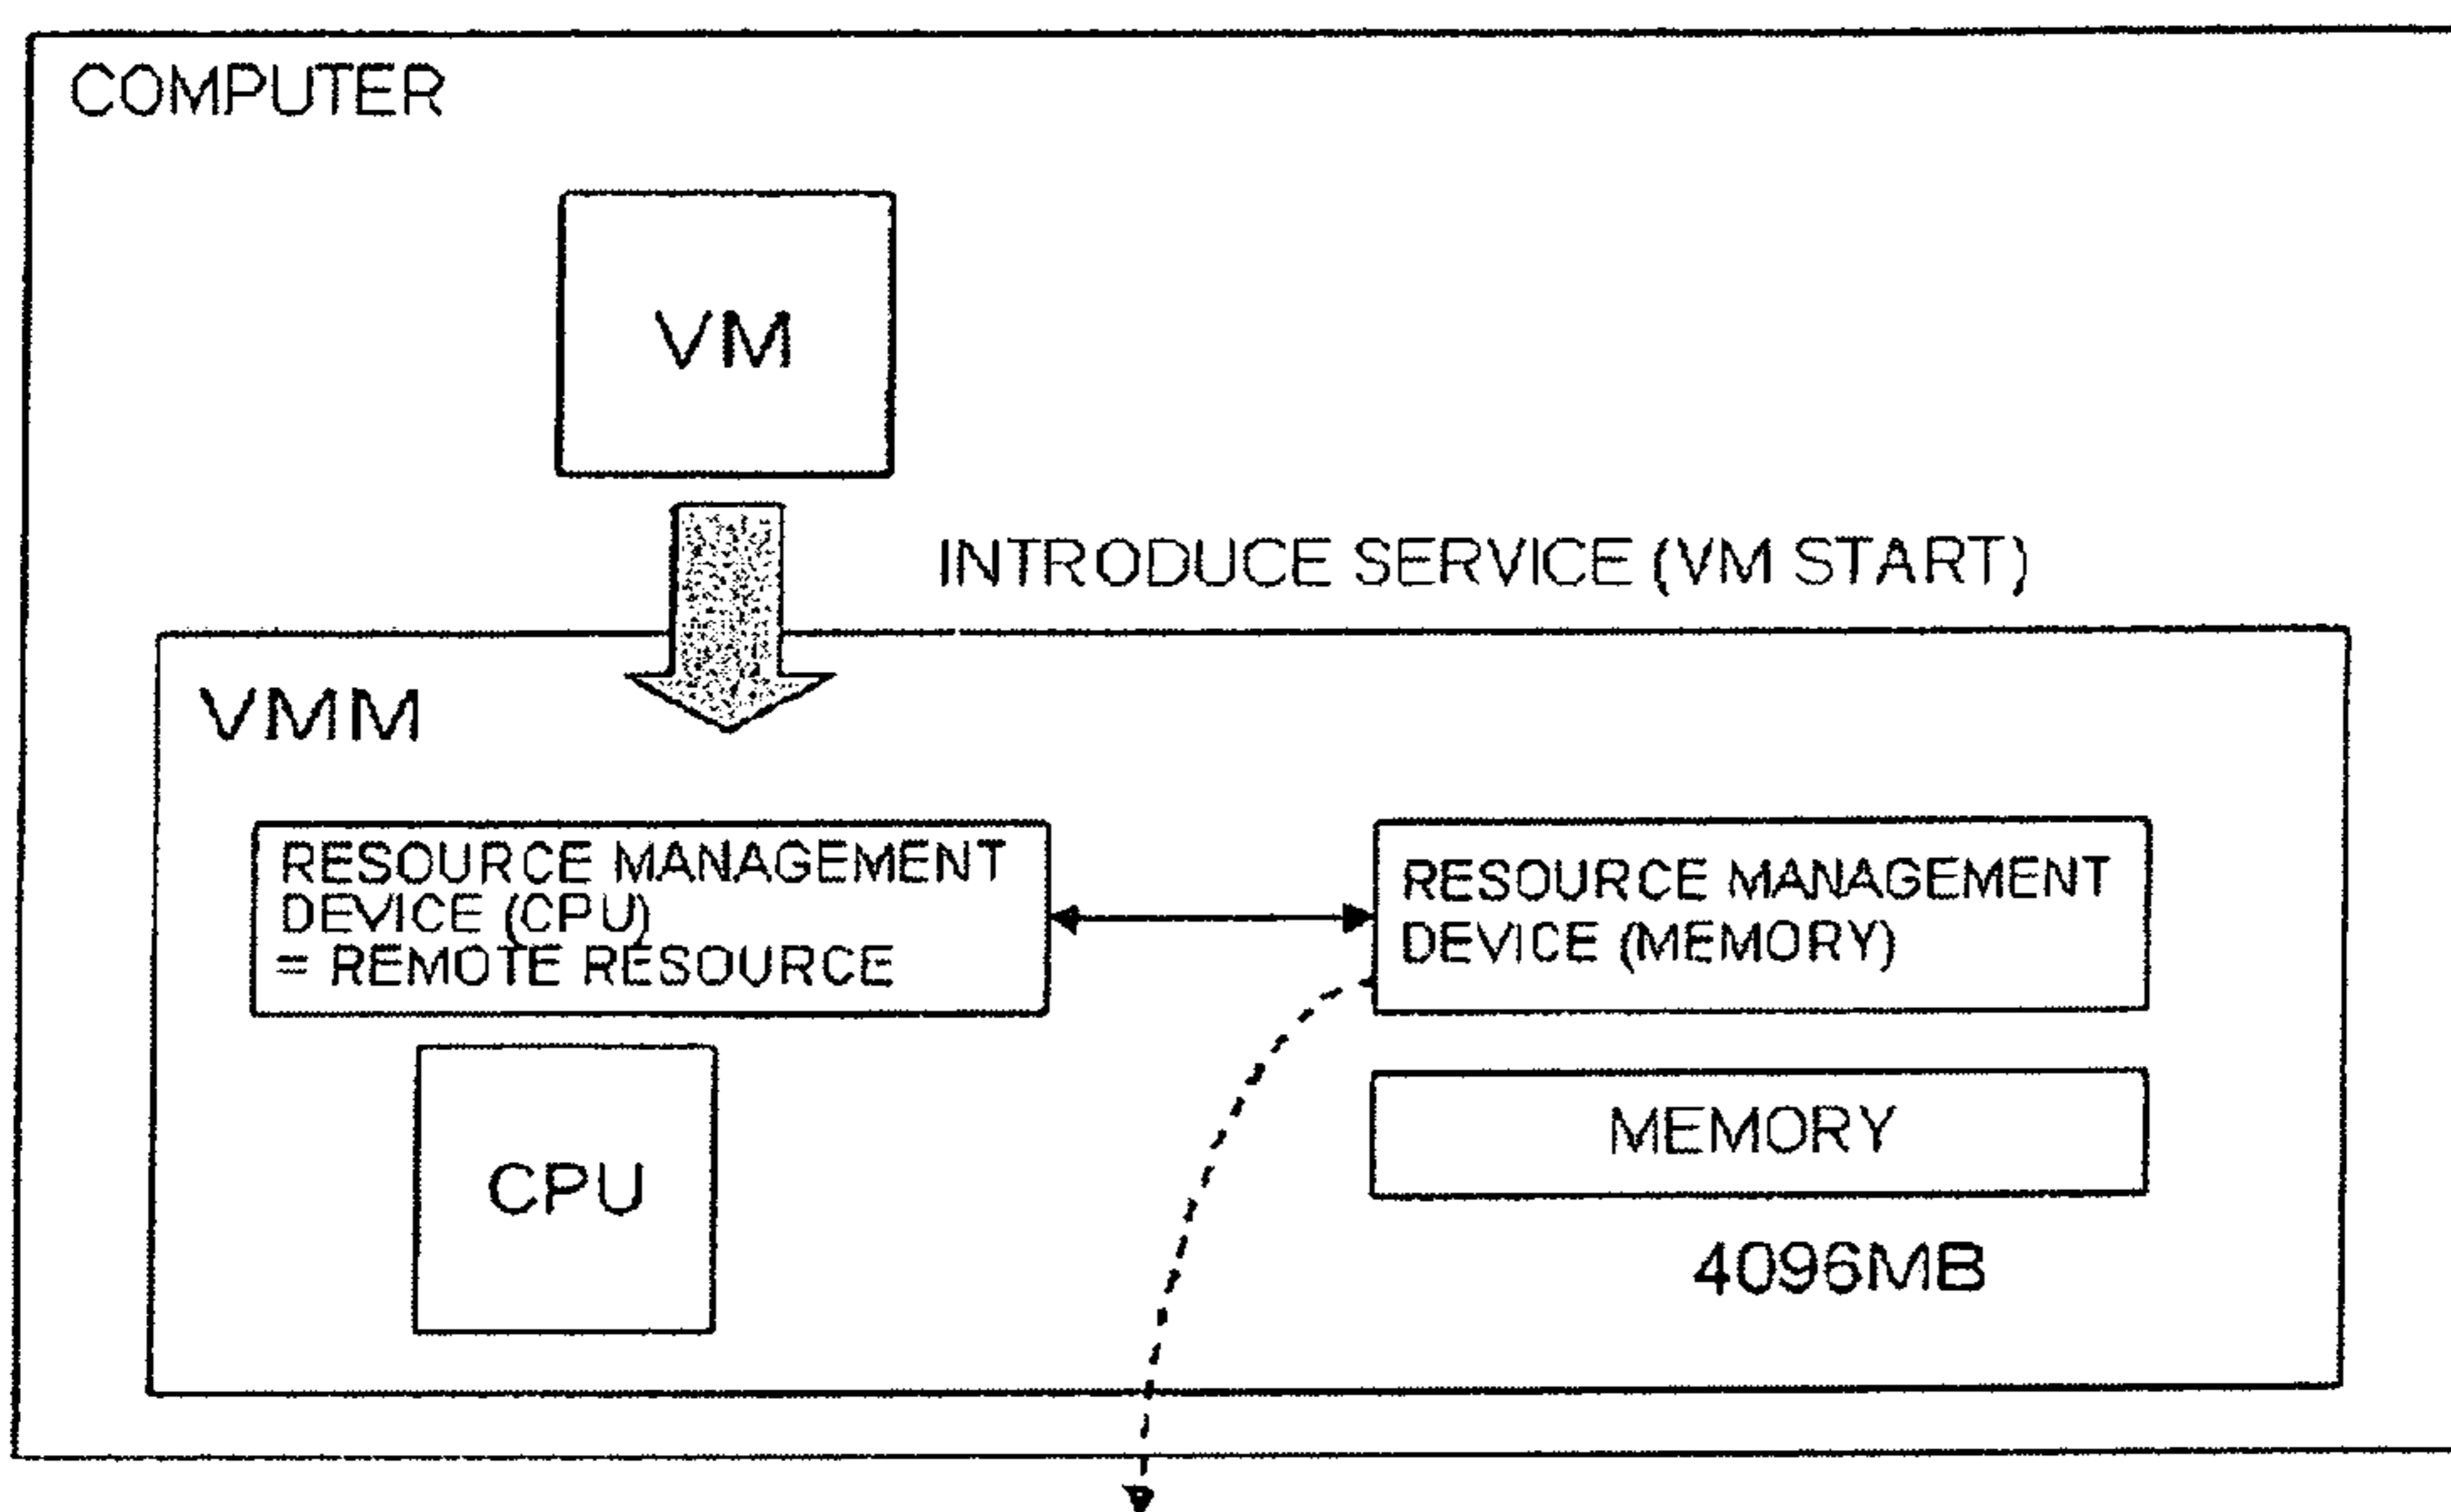 COMPUTER
VM
INTRODUCE SERVICE (VM START)
VMM
RESOURCE MANAGEMENT
DEVICE (CPU)
= REMOTE RESOURCE
RESOURCE MANAGEMENT
DEVICE (MEMORY)
CPU
MEMORY
4096MB